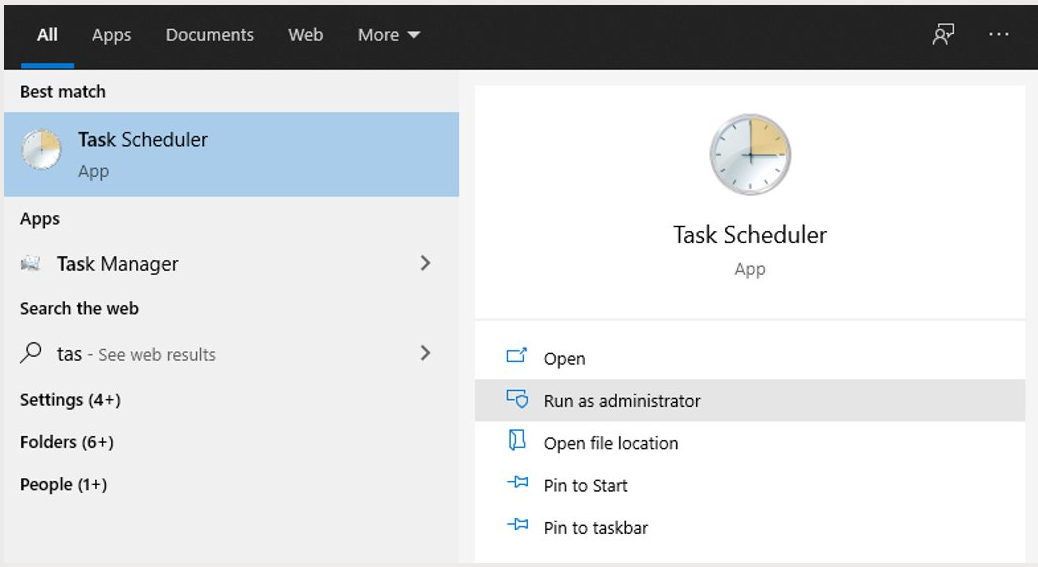 All Apps Documents Web More
Best match
Task Scheduler
App
Apps
Task Manager
Search the web
tas - See web results
Settings (4+)
Folders (6+)
People (1+)
Task Scheduler
App
Open
Run as administrator
Open file location
Pin to Start
Pin to taskbar